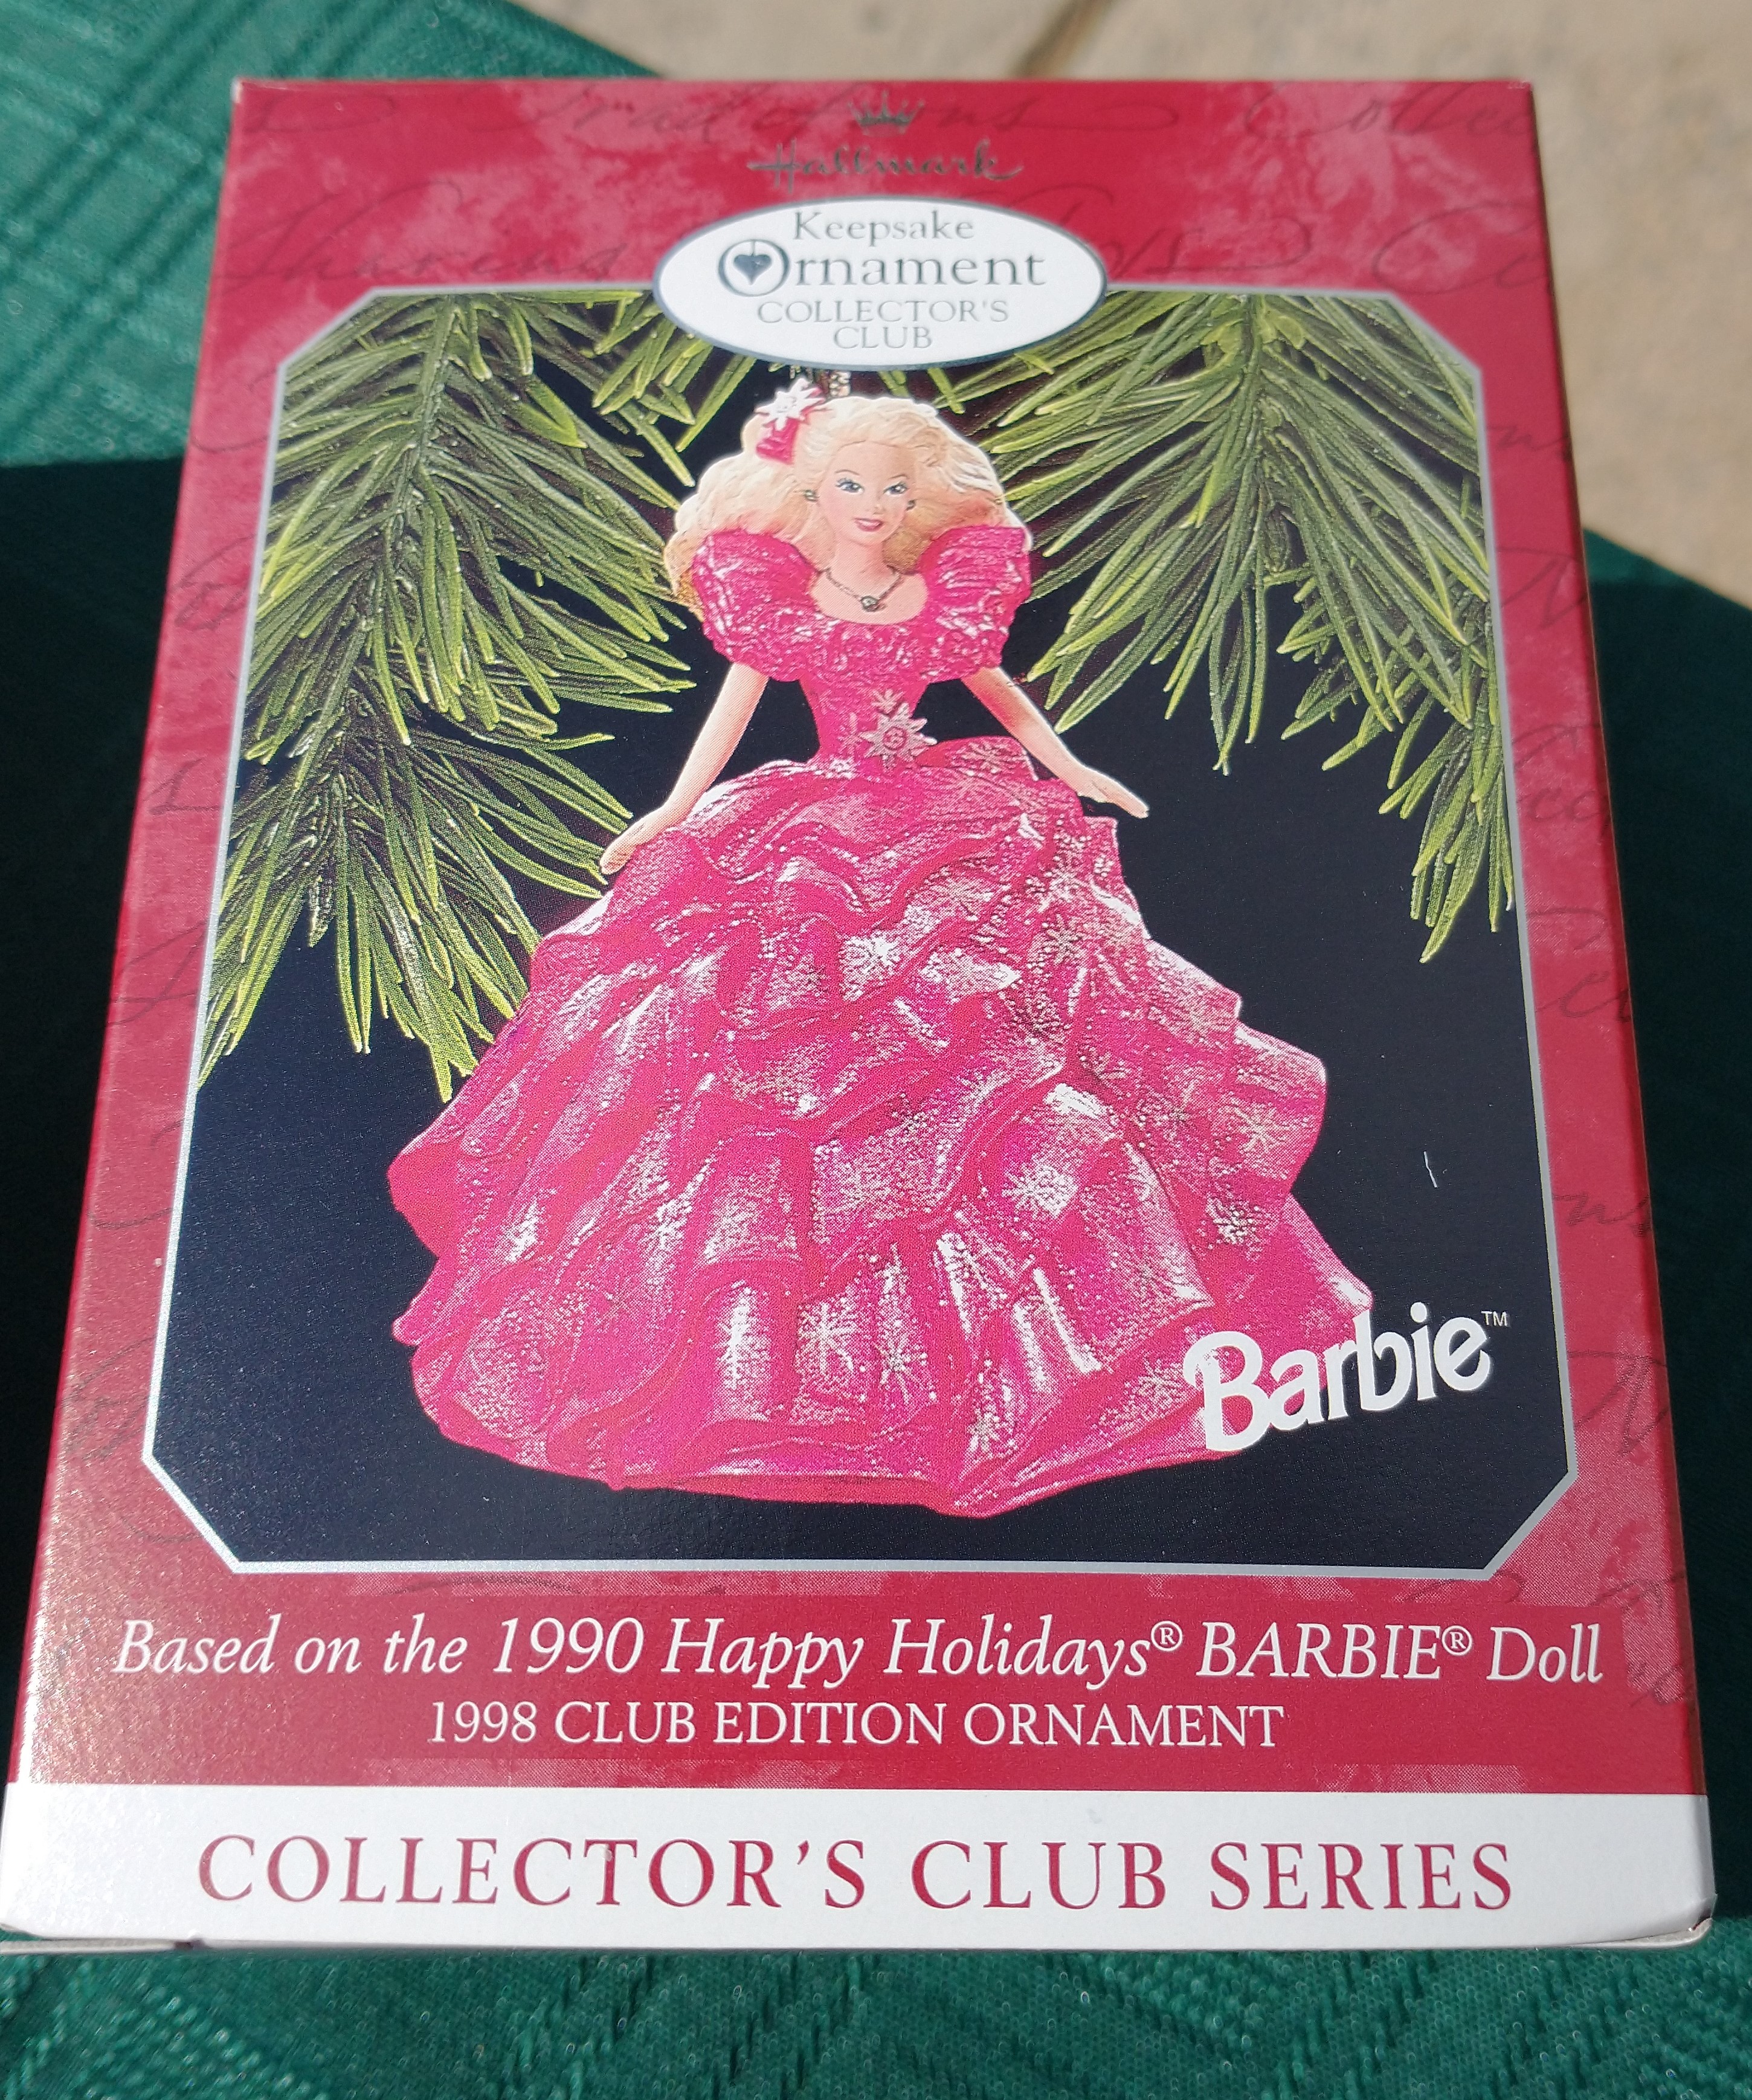 Hallmark
Keepsake
Ornament
COLLECTOR'S
CLUB
Barbie™
Based on the 1990 Happy Holidays® BARBIE® Doll
1998 CLUB EDITION ORNAMENT
COLLECTOR'S CLUB SERIES